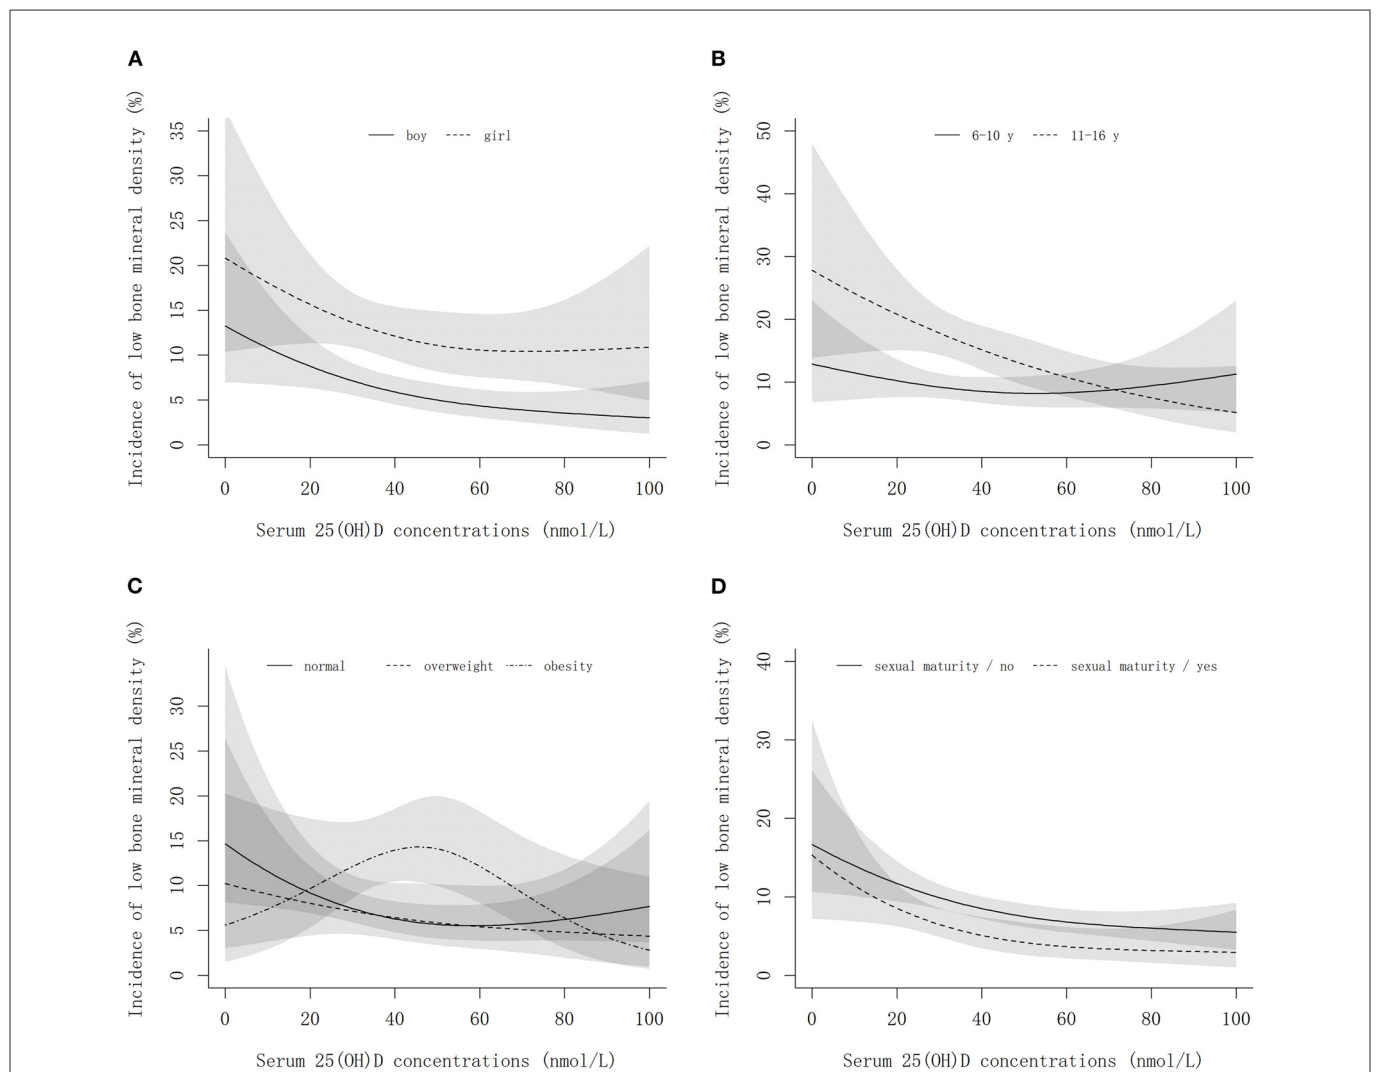 A
Incidence of low bone mineral density (%)
35
30
25
20
15
10
5
0
boy girl
0 20 40 60 80 100
Serum 25(OH)D concentrations (nmol/L)
B
Incidence of low bone mineral density (%)
50
40
30
20
10
0
6-10 y 11-16 y
0 20 40 60 80 100
Serum 25(OH)D concentrations (nmol/L)
C
Incidence of low bone mineral density (%)
30
25
20
15
10
5
0
normal overweight obesity
0 20 40 60 80 100
Serum 25(OH)D concentrations (nmol/L)
D
Incidence of low bone mineral density (%)
40
30
20
10
0
sexual maturity / no sexual maturity / yes
0 20 40 60 80 100
Serum 25(OH)D concentrations (nmol/L)